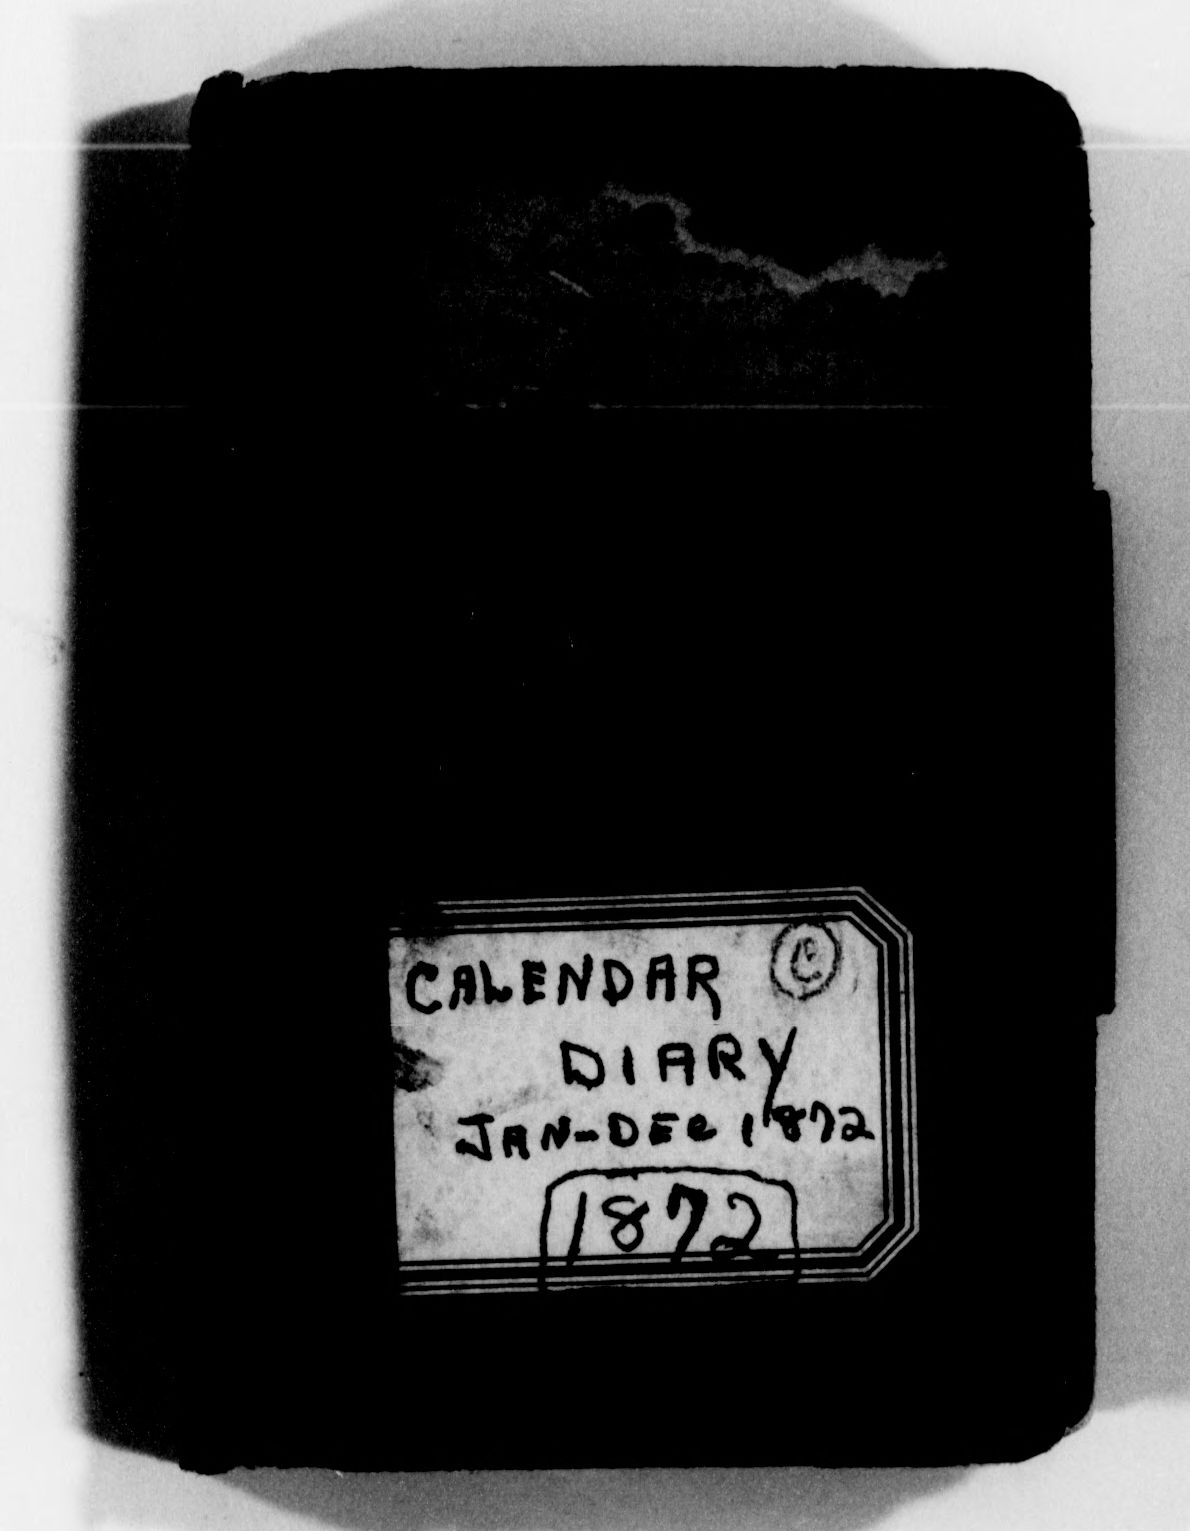 CALENDAR Ⓒ
DIARY
JAN-DEC 1872
1872